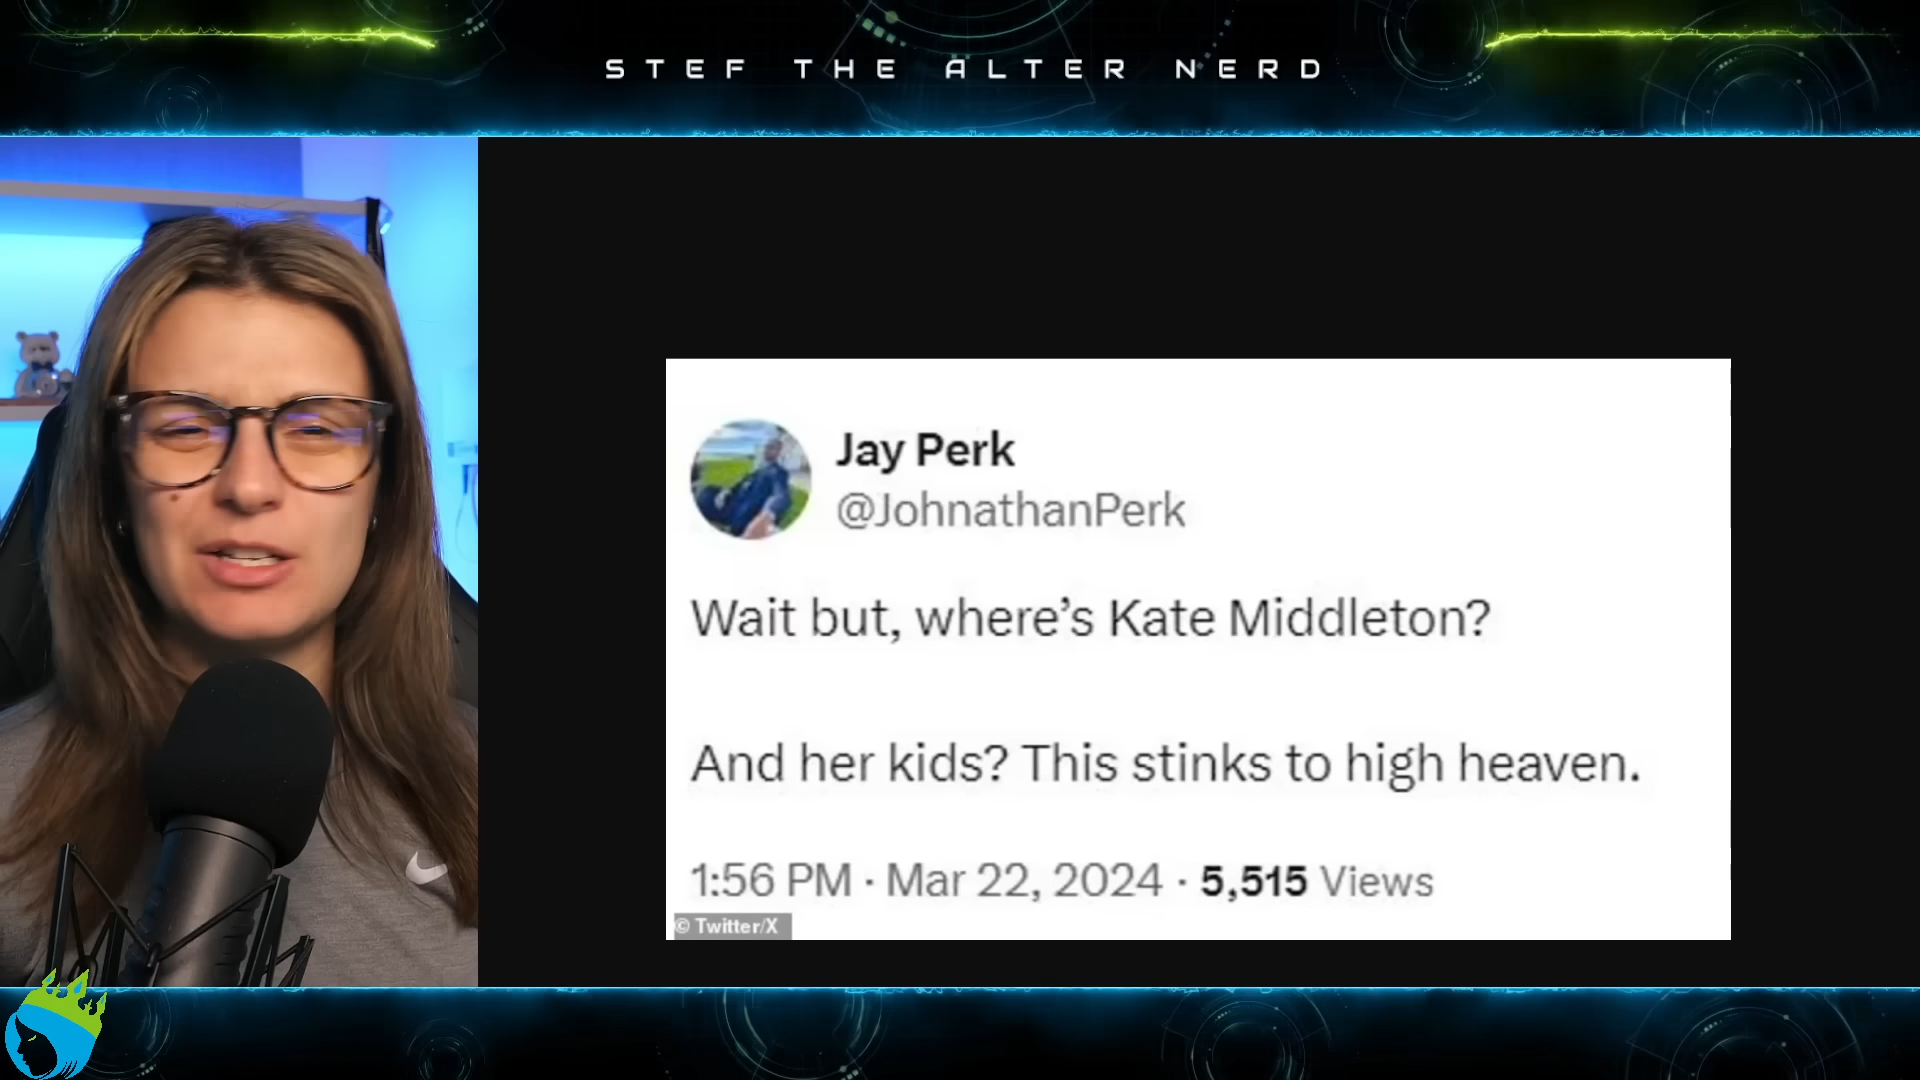 STEF THE ALTER NERD
Jay Perk
@JohnathanPerk
Wait but, where’s Kate Middleton?
And her kids? This stinks to high heaven.
1:56 PM · Mar 22, 2024 · 5,515 Views
© Twitter/X